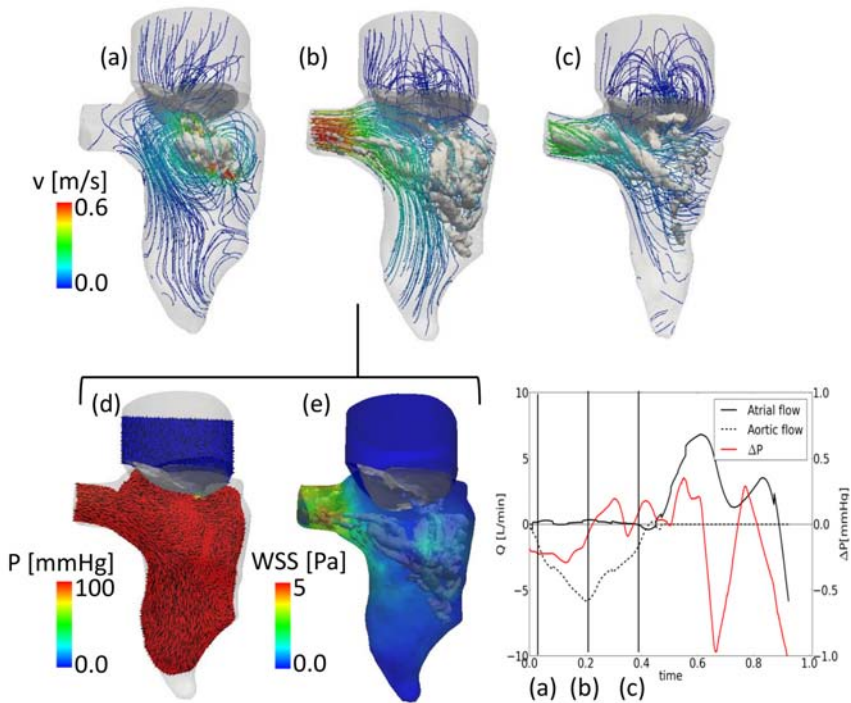 (a)
(b)
(c)
v [m/s]
0.6
0.0
(d)
(e)
P [mmHg]
100
0.0
WSS [Pa]
5
0.0
10
5
0
−5
−10
Q [L/min]
1.0
0.5
0.0
−0.5
−1.0
ΔP[mmHg]
Atrial flow
Aortic flow
ΔP
0.0 0.2 0.4 0.6 0.8 1.0
time
(a) (b) (c)